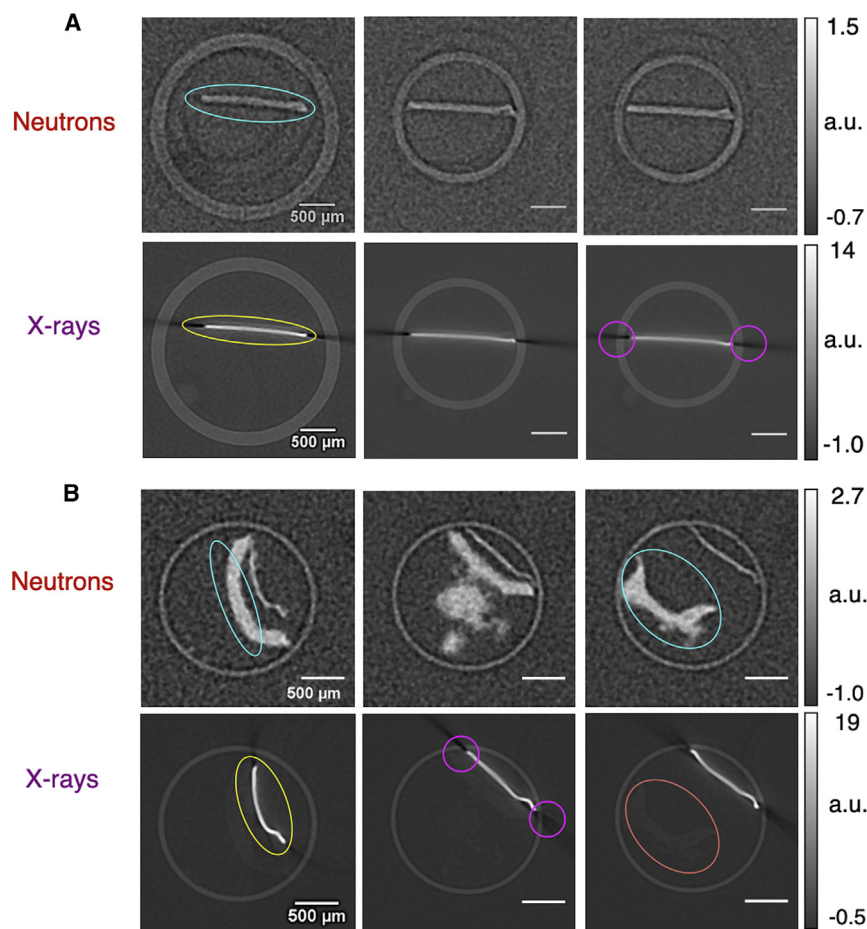 A
Neutrons
500 µm
1.5
a.u.
-0.7
X-rays
500 µm
14
a.u.
-1.0
B
Neutrons
500 µm
2.7
a.u.
-1.0
X-rays
500 µm
19
a.u.
-0.5